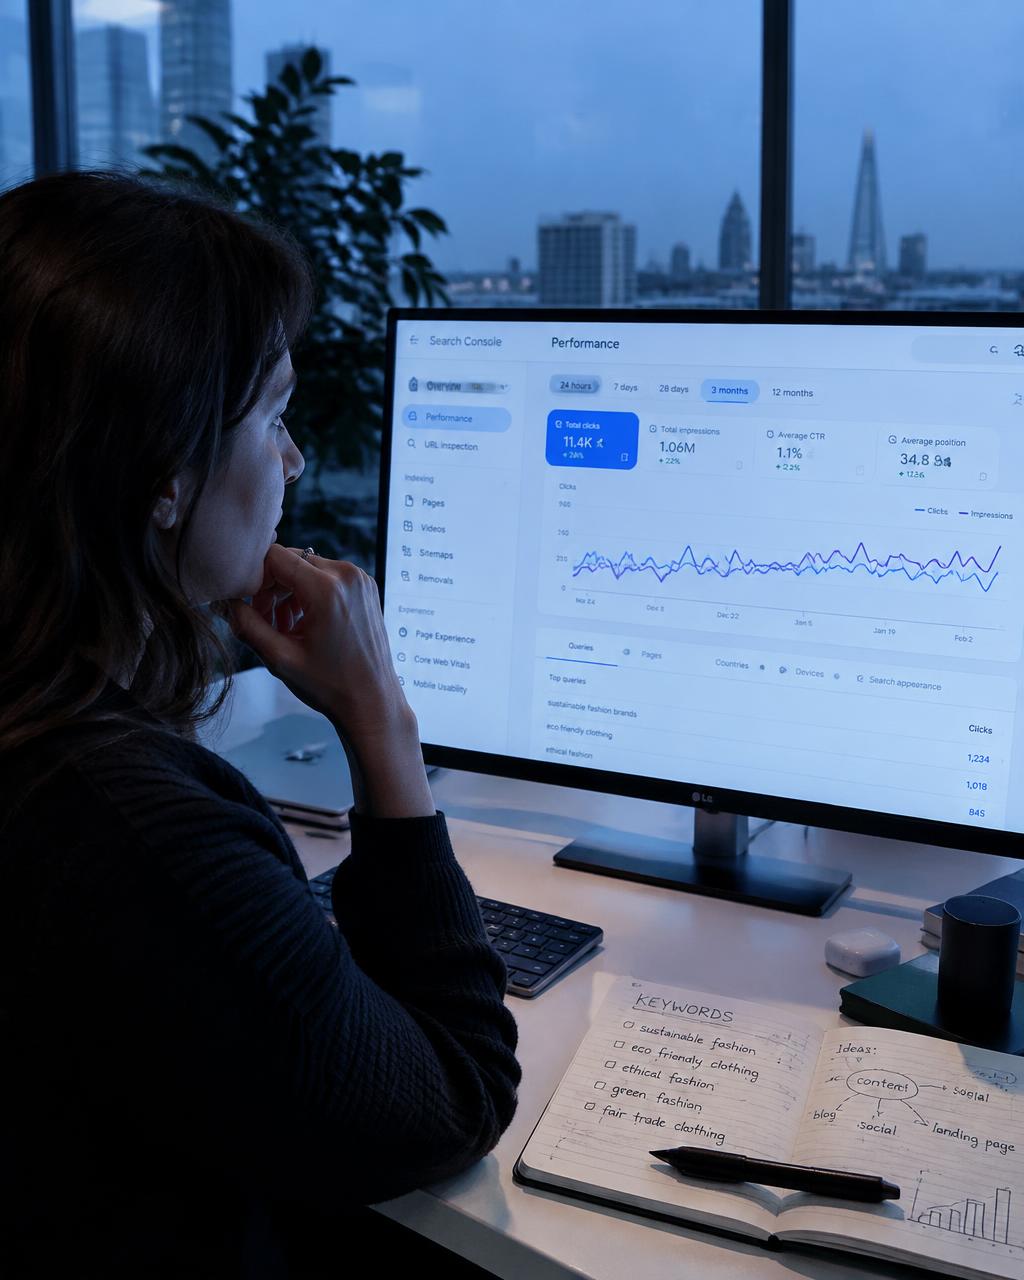 Search Console
Performance
Overview
24 hours
7 days
28 days
3 months
12 months
Performance
URL inspection
Total clicks
11.4K
Total impressions
1.06M
+ 22%
Average CTR
1.1%
+ 22%
Average position
34.8
Indexing
Pages
Videos
Sitemaps
Removals
Clicks
Clicks
Impressions
0
Dec 22
Jan 5
Jan 19
Feb 2
Experience
Page Experience
Core Web Vitals
Mobile Usability
Queries
Pages
Countries
Devices
Search appearance
Top queries
Clicks
sustainable fashion brands
1,234
eco friendly clothing
1,018
ethical fashion
845
LG
KEYWORDS
sustainable fashion
eco friendly clothing
ethical fashion
green fashion
fair trade clothing
Ideas:
content
social
blog
social
landing page